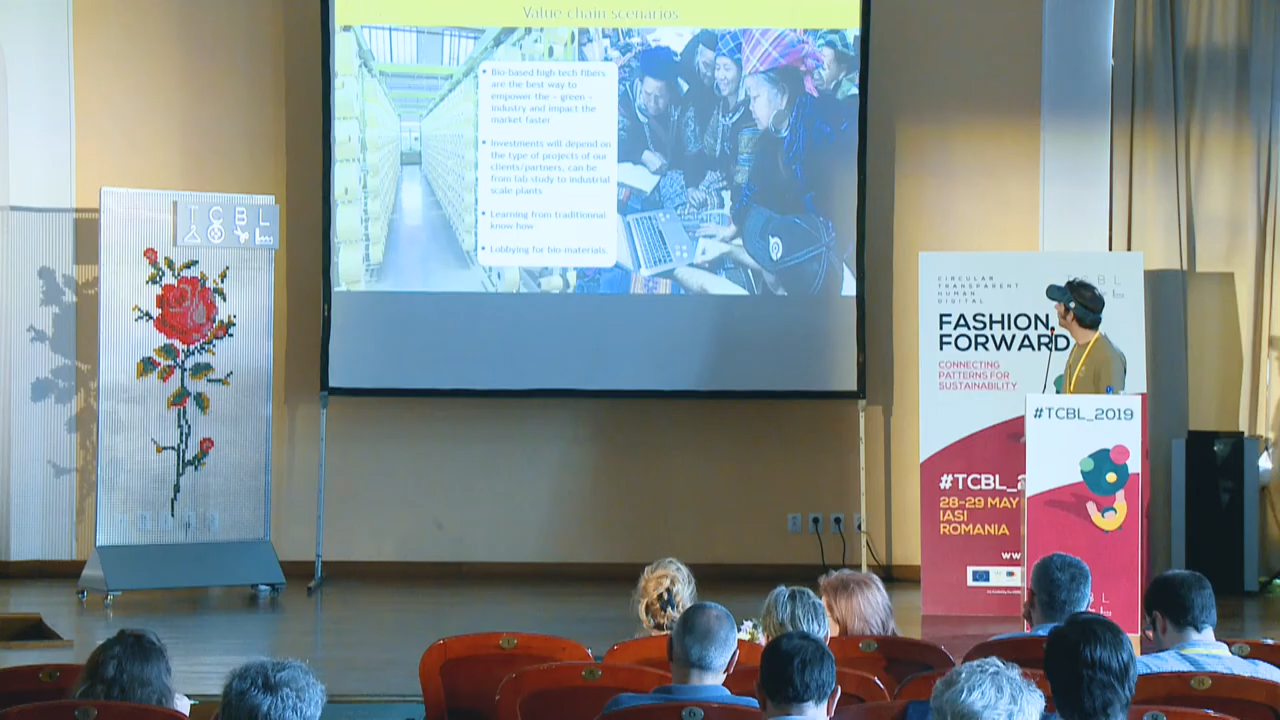 Value chain scenarios
• Bio-based high tech fibers
are the best way to
empower the - green -
industry and impact the
market faster
• Investments will depend on
the type of projects of our
clients/partners, can be
from lab study to industrial
scale plants
• Learning from traditionnal
know how
• Lobbying for bio-materials.
T C B L
CIRCULAR
TRANSPARENT
HUMAN
DIGITAL
T C B L
FASHION
FORWARD
CONNECTING
PATTERNS FOR
SUSTAINABILITY
#TCBL_2
28-29 MAY
IASI
ROMANIA
ww
#TCBL_2019
B L